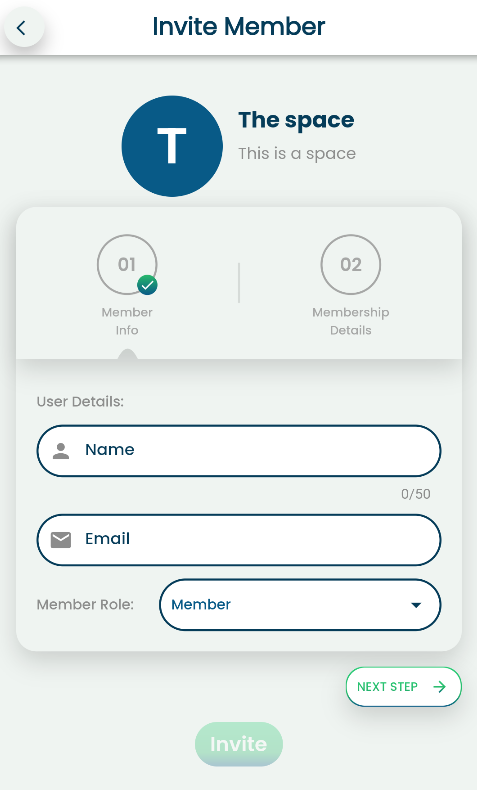 Invite Member
T
The space
This is a space
01
02
Member
Info
Membership
Details
User Details:
Name
0/50
Email
Member Role:
Member
NEXT STEP
Invite